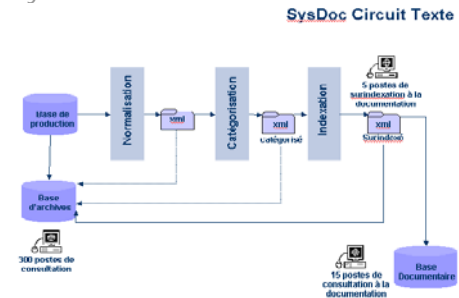 SysDoc Circuit Texte
5 postes de
surindexation à la
documentation
Base de
production
Normalisation
xml
Catégorisation
xml
catégorisé
Indexation
xml
Surindexé
Base
d'archives
300 postes de
consultation
15 postes de
consultation à la
documentation
Base
Documentaire